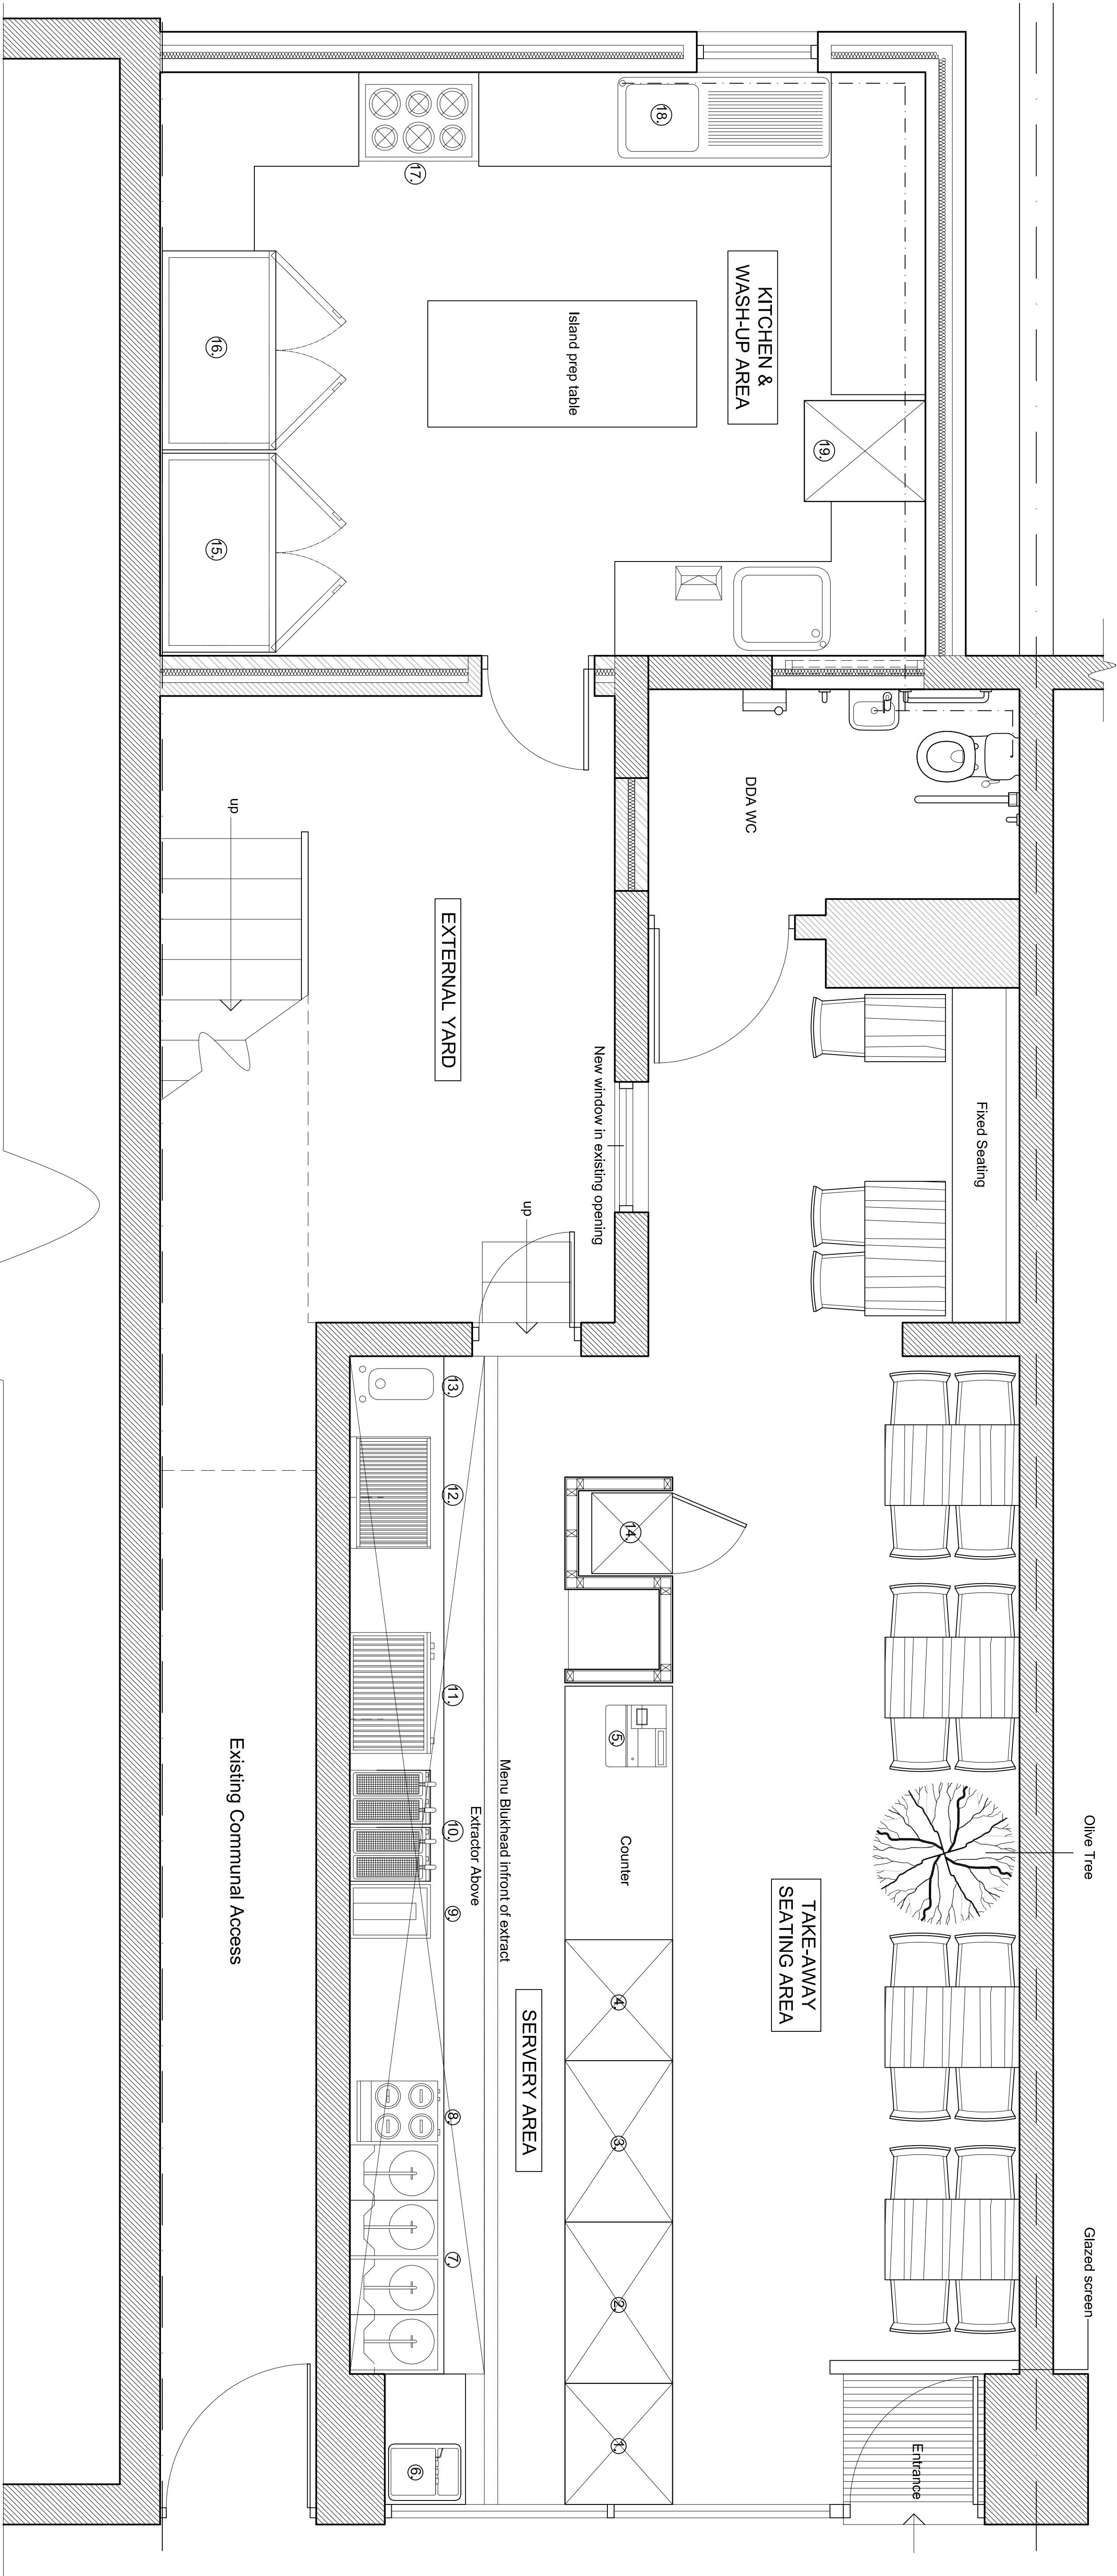 KITCHEN &
WASH-UP AREA
Island prep table
18.
17.
16.
15.
19.
DDA WC
up
EXTERNAL YARD
New window in existing opening
Fixed Seating
up
13.
12.
11.
10.
9.
8.
7.
6.
14.
5.
Counter
4.
3.
2.
1.
Menu Blukhead infront of extract
Extractor Above
SERVERY AREA
TAKE-AWAY
SEATING AREA
Existing Communal Access
Olive Tree
Glazed screen
Entrance